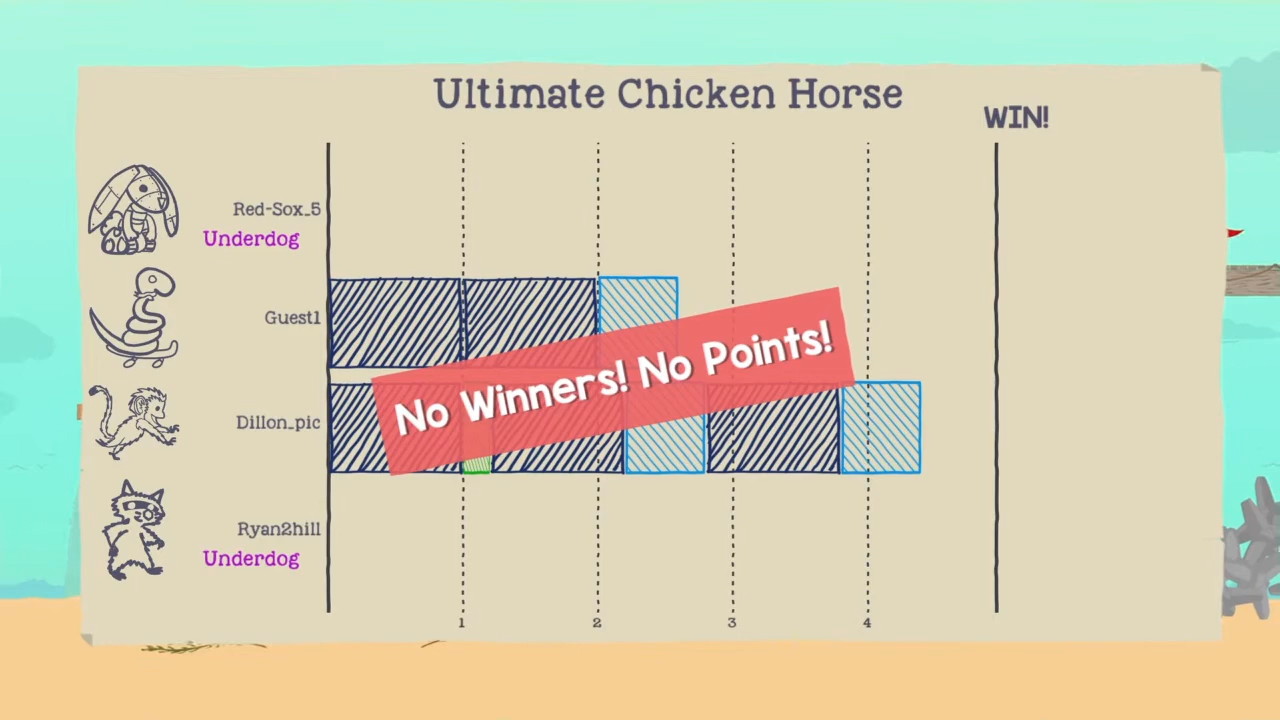 Ultimate Chicken Horse
WIN!
Red-Sox_5
Underdog
Guest1
No Winners! No Points!
Dillon_pic
Ryan2hill
Underdog
1 2 3 4